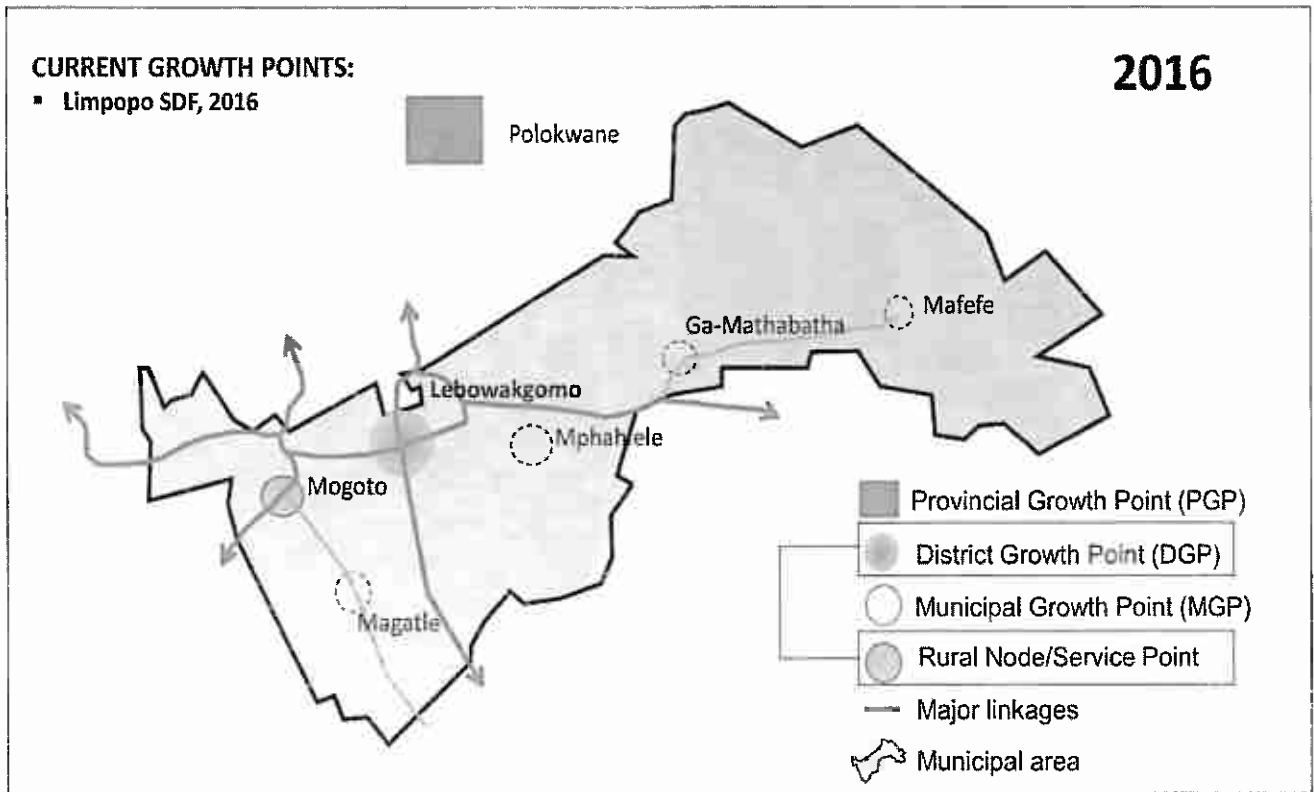 CURRENT GROWTH POINTS:
▪ Limpopo SDF, 2016
2016
Polokwane
Mafefe
Ga-Mathabatha
Lebowakgomo
Mphahlele
Mogoto
Magatle
Provincial Growth Point (PGP)
District Growth Point (DGP)
Municipal Growth Point (MGP)
Rural Node/Service Point
Major linkages
Municipal area